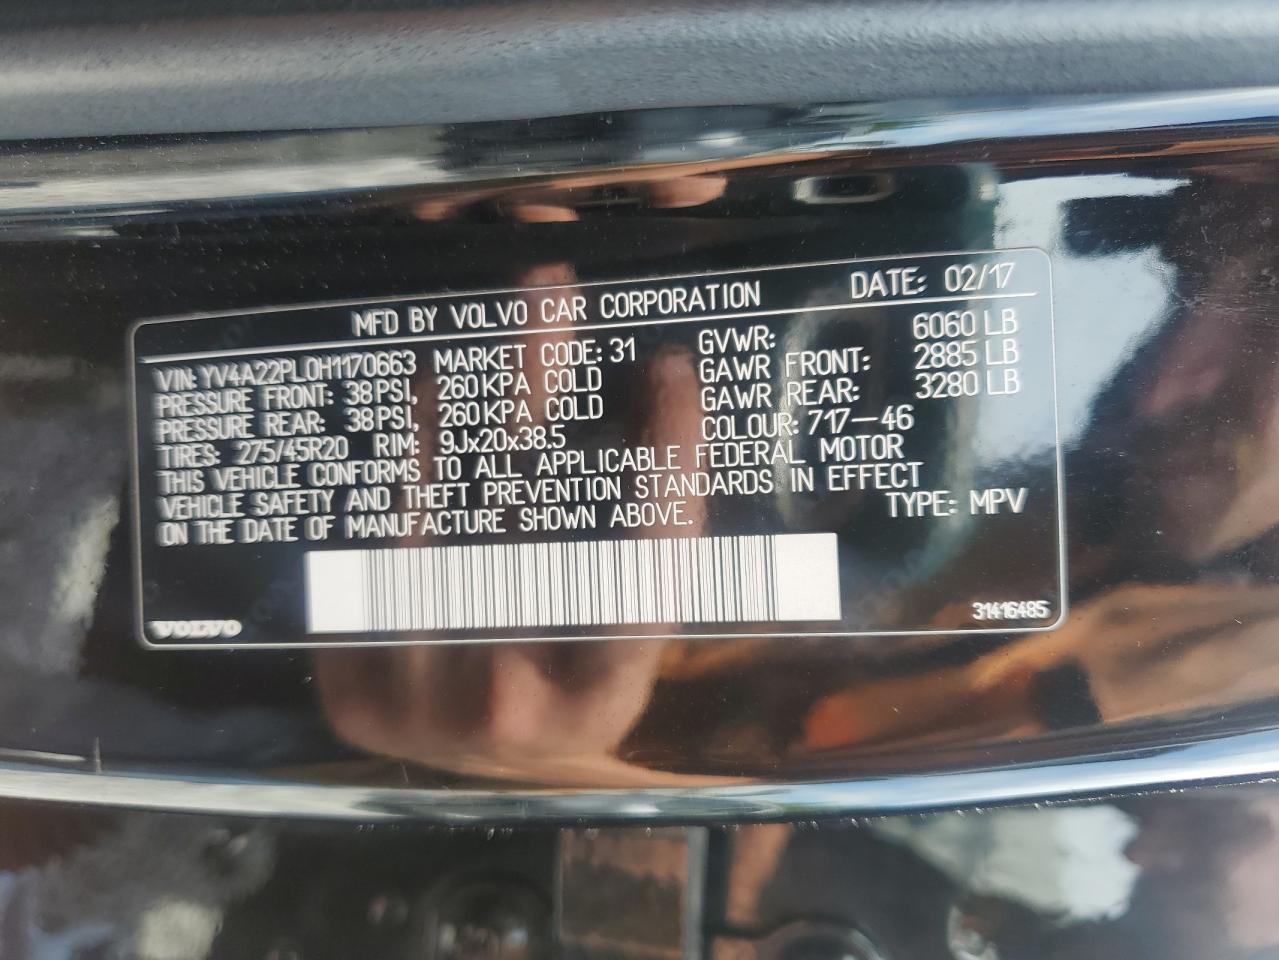 MFD BY VOLVO CAR CORPORATION DATE: 02/17
VIN: YV4A22PL0H1170663 MARKET CODE: 31 GVWR: 6060 LB
PRESSURE FRONT: 38 PSI, 260 KPA COLD GAWR FRONT: 2885 LB
PRESSURE REAR: 38 PSI, 260 KPA COLD GAWR REAR: 3280 LB
TIRES: 275/45R20 RIM: 9Jx20x38.5 COLOUR: 717-46
THIS VEHICLE CONFORMS TO ALL APPLICABLE FEDERAL MOTOR
VEHICLE SAFETY AND THEFT PREVENTION STANDARDS IN EFFECT
ON THE DATE OF MANUFACTURE SHOWN ABOVE. TYPE: MPV
VOLVO 31416485